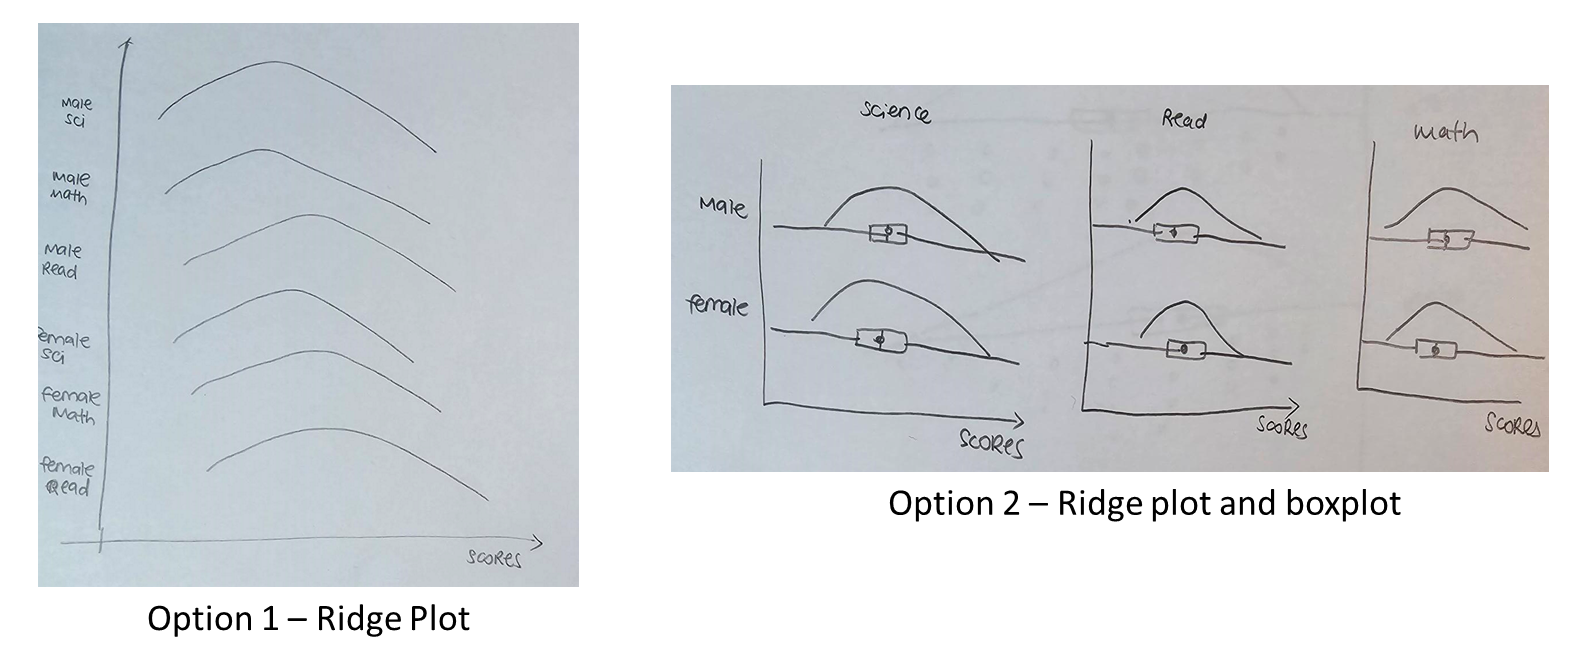 Male
Sci
Male
Math
Male
Read
emale
Sci
female
Math
female
Read
SCORES
Option 1 – Ridge Plot
Science
Read
Math
Male
female
SCORES
SCORES
SCORES
Option 2 – Ridge plot and boxplot